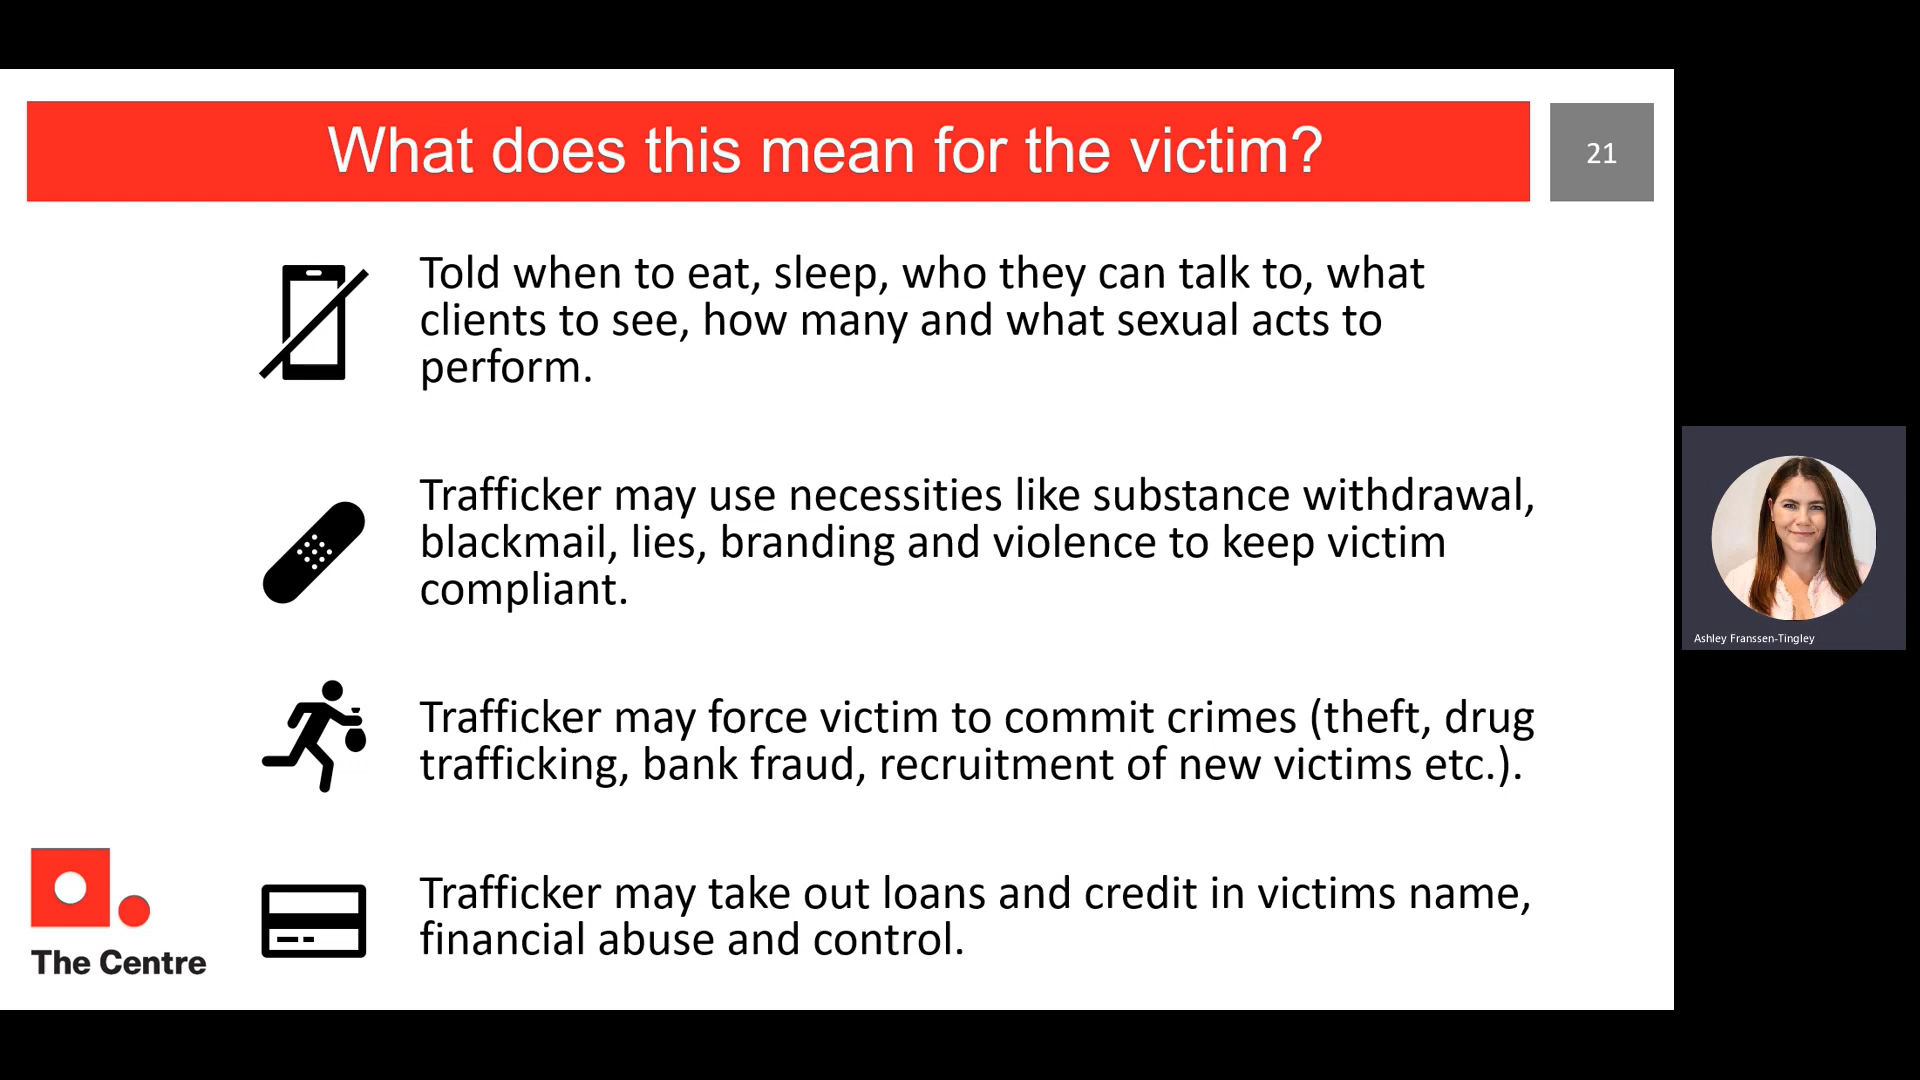 What does this mean for the victim?
21
Told when to eat, sleep, who they can talk to, what
clients to see, how many and what sexual acts to
perform.
Trafficker may use necessities like substance withdrawal,
blackmail, lies, branding and violence to keep victim
compliant.
Trafficker may force victim to commit crimes (theft, drug
trafficking, bank fraud, recruitment of new victims etc.).
Trafficker may take out loans and credit in victims name,
financial abuse and control.
The Centre
Ashley Franssen-Tingley